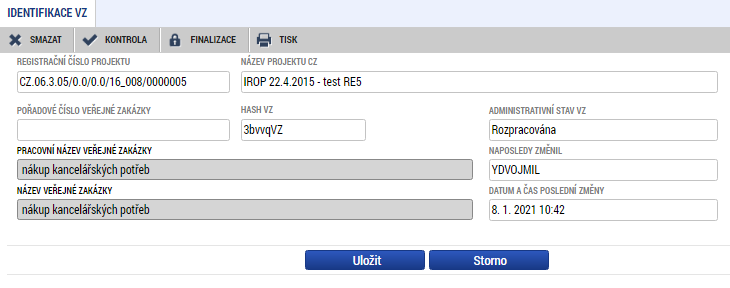 IDENTIFIKACE VZ
SMAZAT KONTROLA FINALIZACE TISK
REGISTRAČNÍ ČÍSLO PROJEKTU NÁZEV PROJEKTU CZ
CZ.06.3.05/0.0/0.0/16_008/0000005 IROP 22.4.2015 - test RE5
POŘADOVÉ ČÍSLO VEŘEJNÉ ZAKÁZKY HASH VZ ADMINISTRATIVNÍ STAV VZ
3bvvqVZ Rozpracována
PRACOVNÍ NÁZEV VEŘEJNÉ ZAKÁZKY NAPOSLEDY ZMĚNIL
nákup kancelářských potřeb YDVOJMIL
NÁZEV VEŘEJNÉ ZAKÁZKY DATUM A ČAS POSLEDNÍ ZMĚNY
nákup kancelářských potřeb 8. 1. 2021 10:42
Uložit Storno